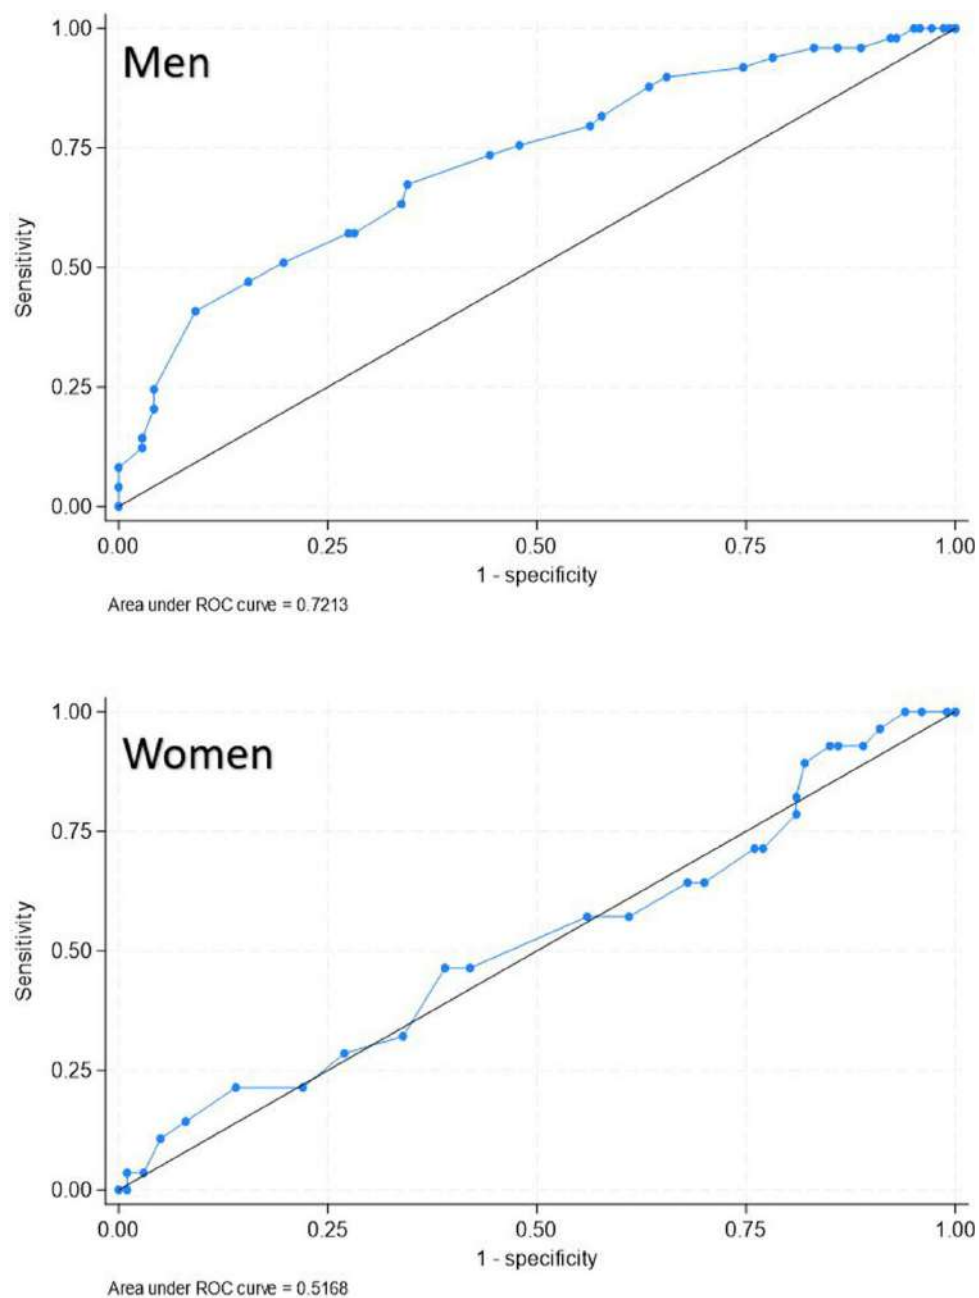 Men
1.00
0.75
0.50
0.25
0.00
Sensitivity
0.00 0.25 0.50 0.75 1.00
1 - specificity
Area under ROC curve = 0.7213
Women
1.00
0.75
0.50
0.25
0.00
Sensitivity
0.00 0.25 0.50 0.75 1.00
1 - specificity
Area under ROC curve = 0.5168